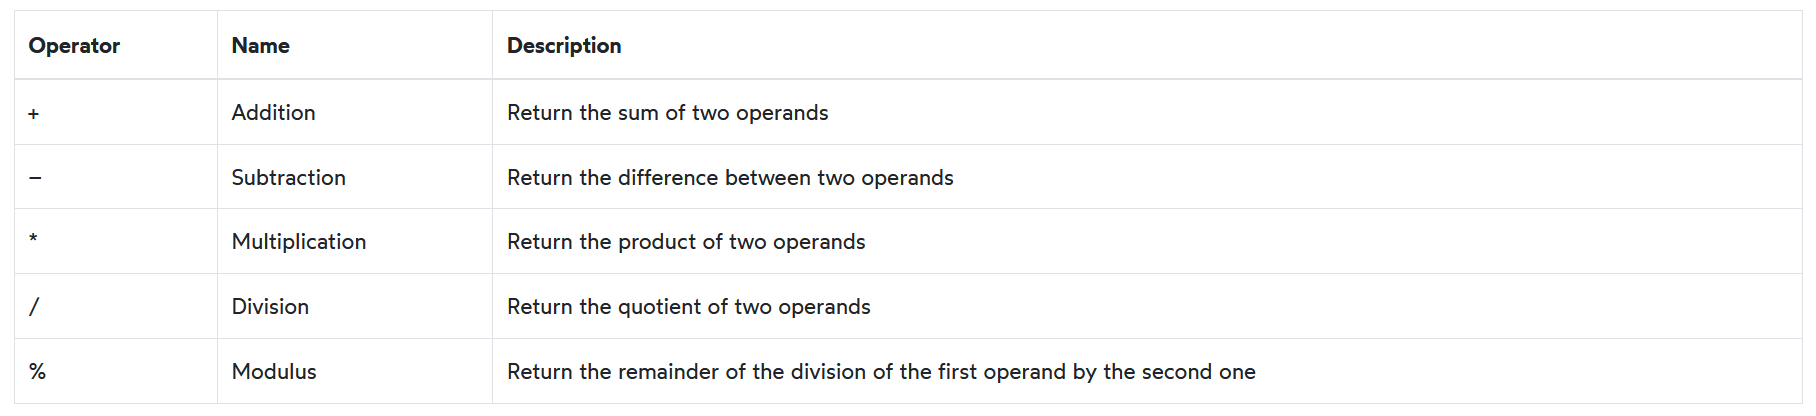 Operator Name Description
+ Addition Return the sum of two operands
– Subtraction Return the difference between two operands
* Multiplication Return the product of two operands
/ Division Return the quotient of two operands
% Modulus Return the remainder of the division of the first operand by the second one